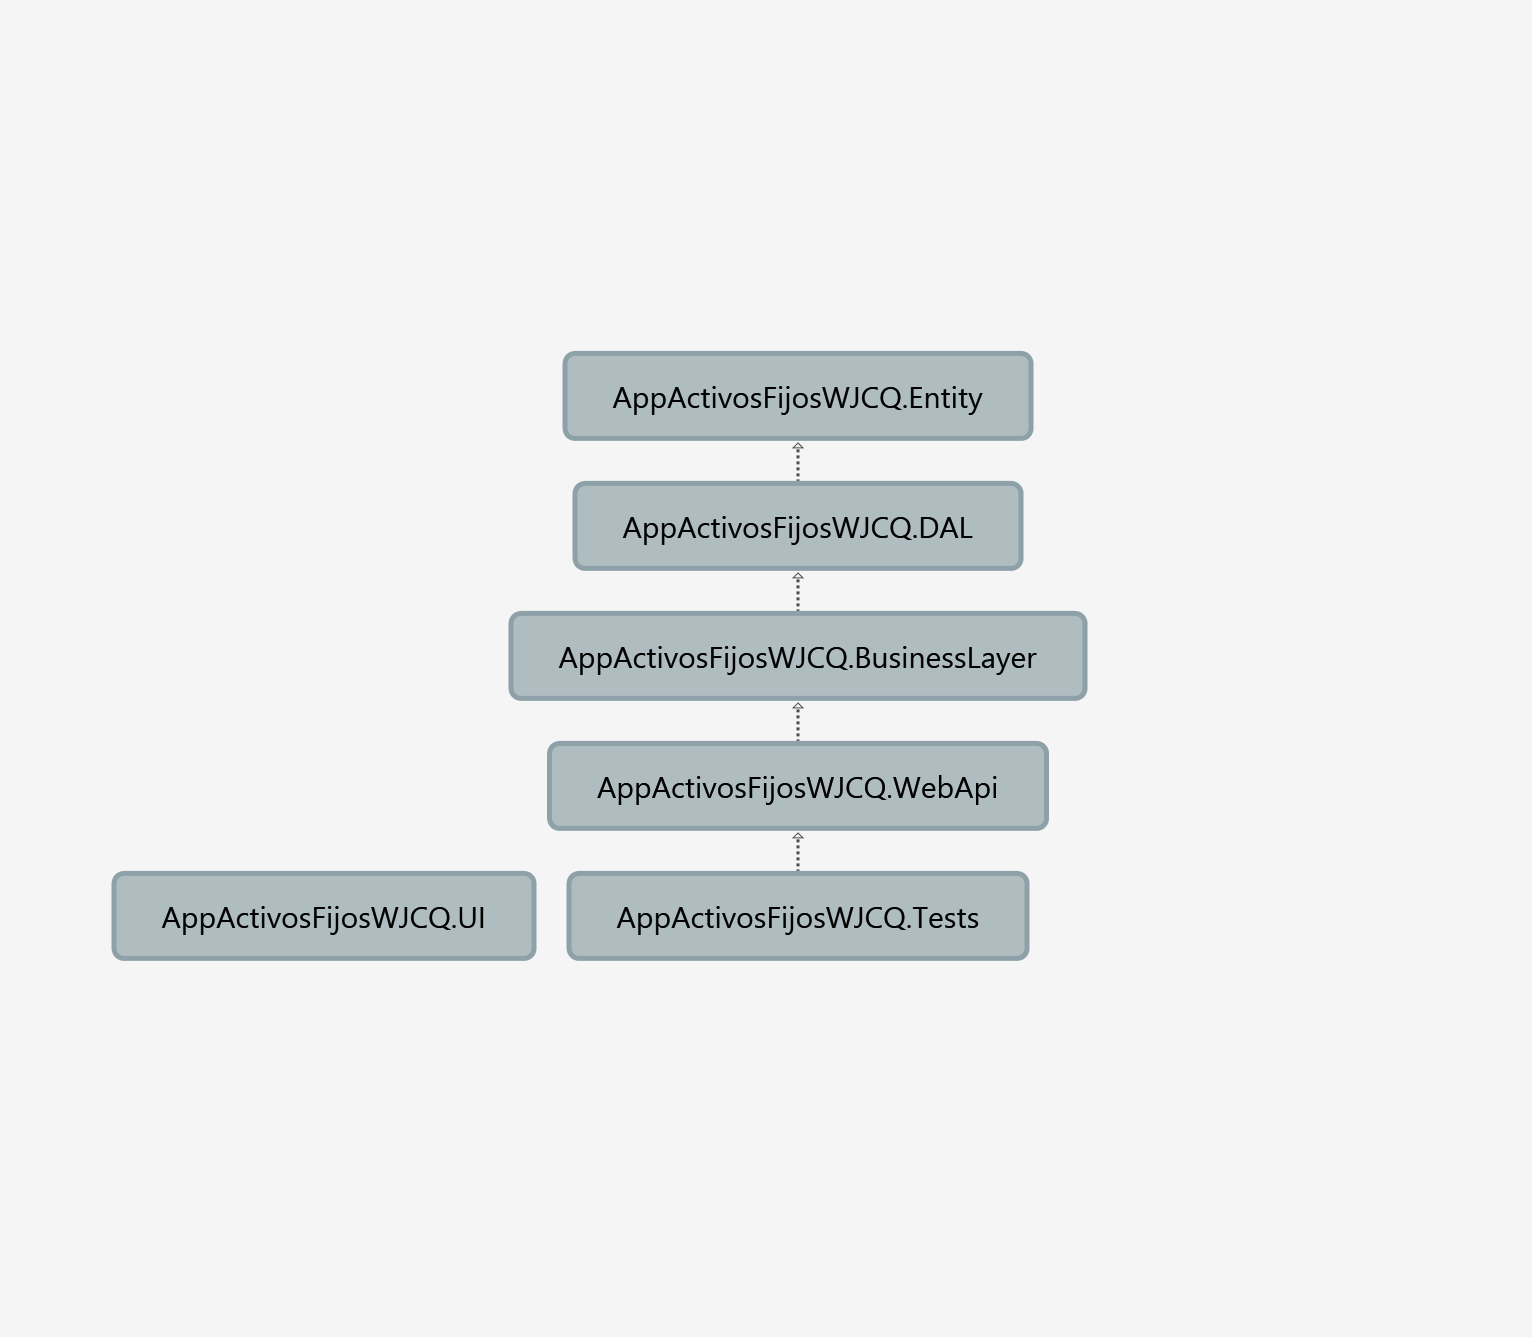 AppActivosFijosWJCQ.Entity
AppActivosFijosWJCQ.DAL
AppActivosFijosWJCQ.BusinessLayer
AppActivosFijosWJCQ.WebApi
AppActivosFijosWJCQ.UI
AppActivosFijosWJCQ.Tests